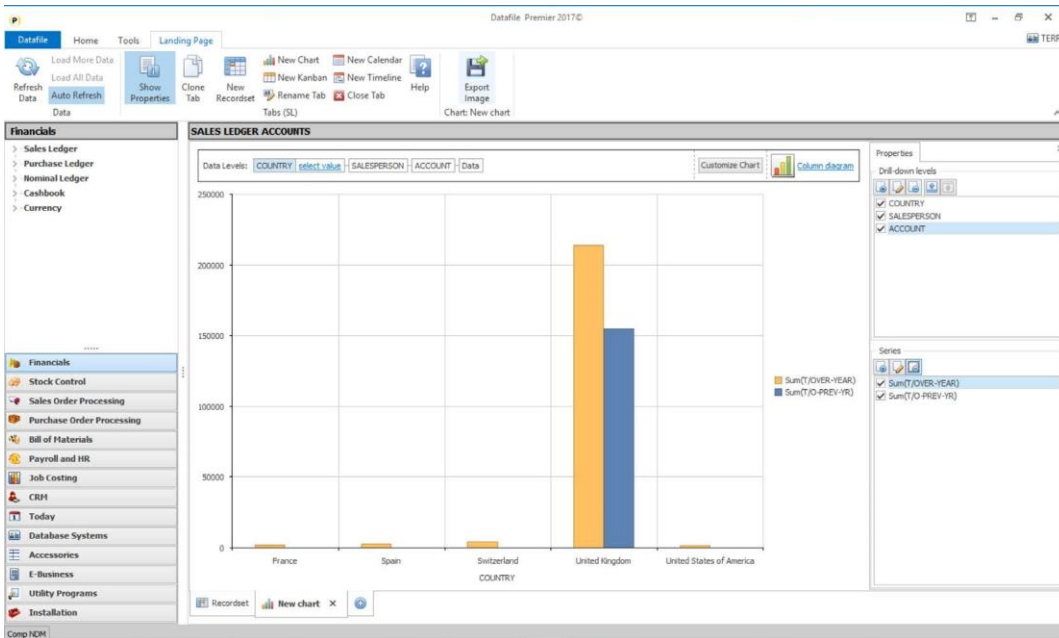 Datafile Premier 2017©
Datafile Home Tools Landing Page
Refresh Data
Load More Data
Load All Data
Auto Refresh
Data
Show Properties
Clone Tab
New Recordset
New Chart
New Kanban
Rename Tab
New Calendar
New Timeline
Close Tab
Help
Tabs (SL)
Export Image
Chart: New chart
Financials
Sales Ledger
Purchase Ledger
Nominal Ledger
Cashbook
Currency
Financials
Stock Control
Sales Order Processing
Purchase Order Processing
Bill of Materials
Payroll and HR
Job Costing
CRM
Today
Database Systems
Accessories
E-Business
Utility Programs
Installation
Comp NDM
SALES LEDGER ACCOUNTS
Data Levels: COUNTRY select value SALESPERSON ACCOUNT Data
Customize Chart Column diagram
250000
200000
150000
100000
50000
0
France Spain Switzerland United Kingdom United States of America
COUNTRY
Sum(T/OVER-YEAR)
Sum(T/O-PREV-YR)
Recordset New chart
Properties
Drill-down levels
COUNTRY
SALESPERSON
ACCOUNT
Series
Sum(T/OVER-YEAR)
Sum(T/O-PREV-YR)